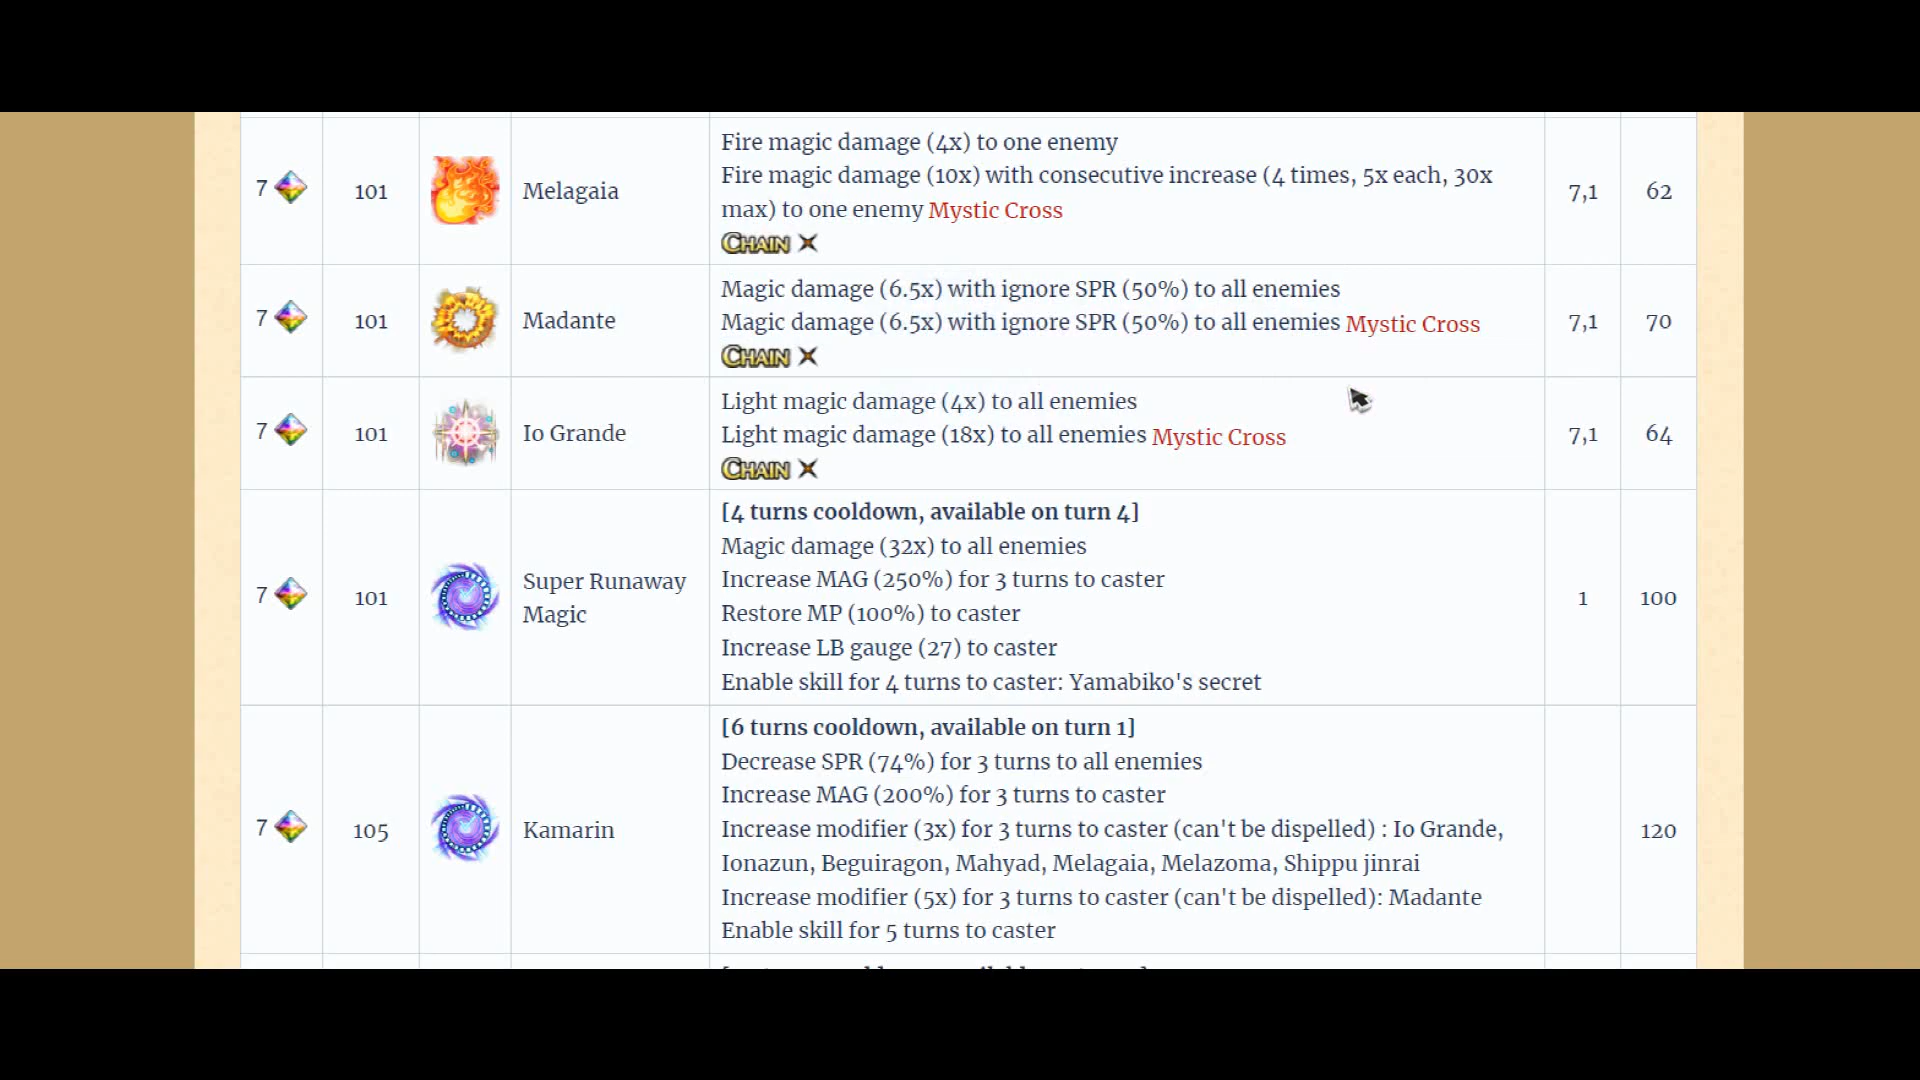 7 101 Melagaia
Fire magic damage (4x) to one enemy
Fire magic damage (10x) with consecutive increase (4 times, 5x each, 30x
max) to one enemy Mystic Cross
CHAIN
7,1 62
7 101 Madante
Magic damage (6.5x) with ignore SPR (50%) to all enemies
Magic damage (6.5x) with ignore SPR (50%) to all enemies Mystic Cross
CHAIN
7,1 70
7 101 Io Grande
Light magic damage (4x) to all enemies
Light magic damage (18x) to all enemies Mystic Cross
CHAIN
7,1 64
7 101 Super Runaway
Magic
[4 turns cooldown, available on turn 4]
Magic damage (32x) to all enemies
Increase MAG (250%) for 3 turns to caster
Restore MP (100%) to caster
Increase LB gauge (27) to caster
Enable skill for 4 turns to caster: Yamabiko's secret
1 100
7 105 Kamarin
[6 turns cooldown, available on turn 1]
Decrease SPR (74%) for 3 turns to all enemies
Increase MAG (200%) for 3 turns to caster
Increase modifier (3x) for 3 turns to caster (can't be dispelled) : Io Grande,
Ionazun, Beguiragon, Mahyad, Melagaia, Melazoma, Shippu jinrai
Increase modifier (5x) for 3 turns to caster (can't be dispelled): Madante
Enable skill for 5 turns to caster
120